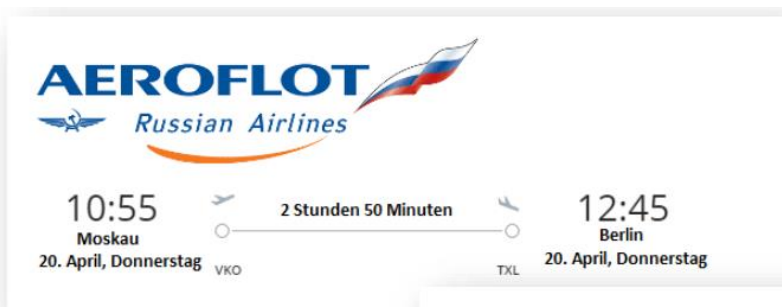 AEROFLOT
Russian Airlines
10:55
2 Stunden 50 Minuten
12:45
Moskau
Berlin
20. April, Donnerstag
VKO
TXL
20. April, Donnerstag